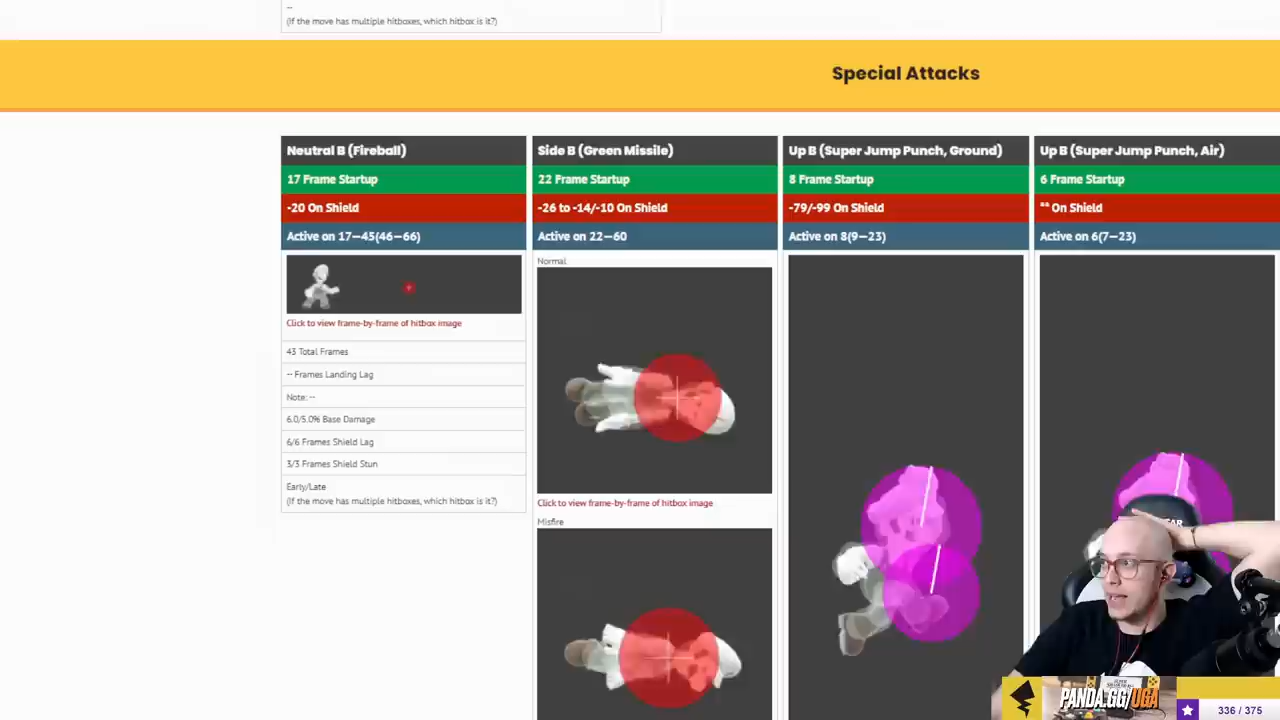 --
(If the move has multiple hitboxes, which hitbox is it?)
Special Attacks
Neutral B (Fireball)
17 Frame Startup
-20 On Shield
Active on 17—45(46—66)
Click to view frame-by-frame of hitbox image
43 Total Frames
-- Frames Landing Lag
Note: --
6.0/5.0% Base Damage
6/6 Frames Shield Lag
3/3 Frames Shield Stun
Early/Late
(If the move has multiple hitboxes, which hitbox is it?)
Side B (Green Missile)
22 Frame Startup
-26 to -14/-10 On Shield
Active on 22—60
Normal
Click to view frame-by-frame of hitbox image
Misfire
Up B (Super Jump Punch, Ground)
8 Frame Startup
-79/-99 On Shield
Active on 8(9—23)
Up B (Super Jump Punch, Air)
6 Frame Startup
** On Shield
Active on 6(7—23)
PANDA.GG/UGA
336 / 375